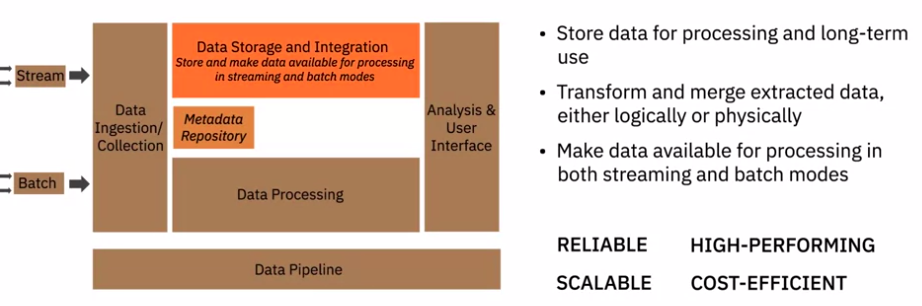 Stream
Batch
Data
Ingestion/
Collection
Data Storage and Integration
Store and make data available for processing
in streaming and batch modes
Metadata
Repository
Data Processing
Analysis &
User
Interface
Data Pipeline
• Store data for processing and long-term
use
• Transform and merge extracted data,
either logically or physically
• Make data available for processing in
both streaming and batch modes
RELIABLE HIGH-PERFORMING
SCALABLE COST-EFFICIENT